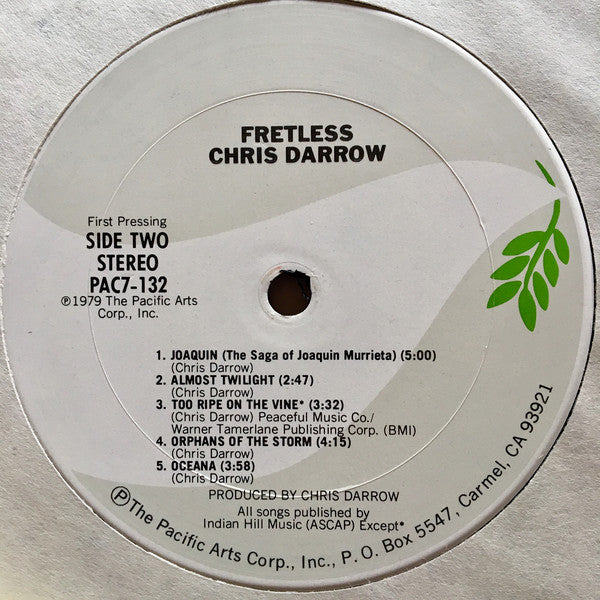 FRETLESS
CHRIS DARROW
First Pressing
SIDE TWO
STEREO
PAC7-132
℗1979 The Pacific Arts
Corp., Inc.
1. JOAQUIN (The Saga of Joaquin Murrieta) (5:00)
(Chris Darrow)
2. ALMOST TWILIGHT (2:47)
(Chris Darrow)
3. TOO RIPE ON THE VINE* (3:32)
(Chris Darrow) Peaceful Music Co./
Warner Tamerlane Publishing Corp. (BMI)
4. ORPHANS OF THE STORM (4:15)
(Chris Darrow)
5. OCEANA (3:58)
(Chris Darrow)
PRODUCED BY CHRIS DARROW
All songs published by
Indian Hill Music (ASCAP) Except*
℗The Pacific Arts Corp., Inc., P. O. Box 5547, Carmel, CA 93921